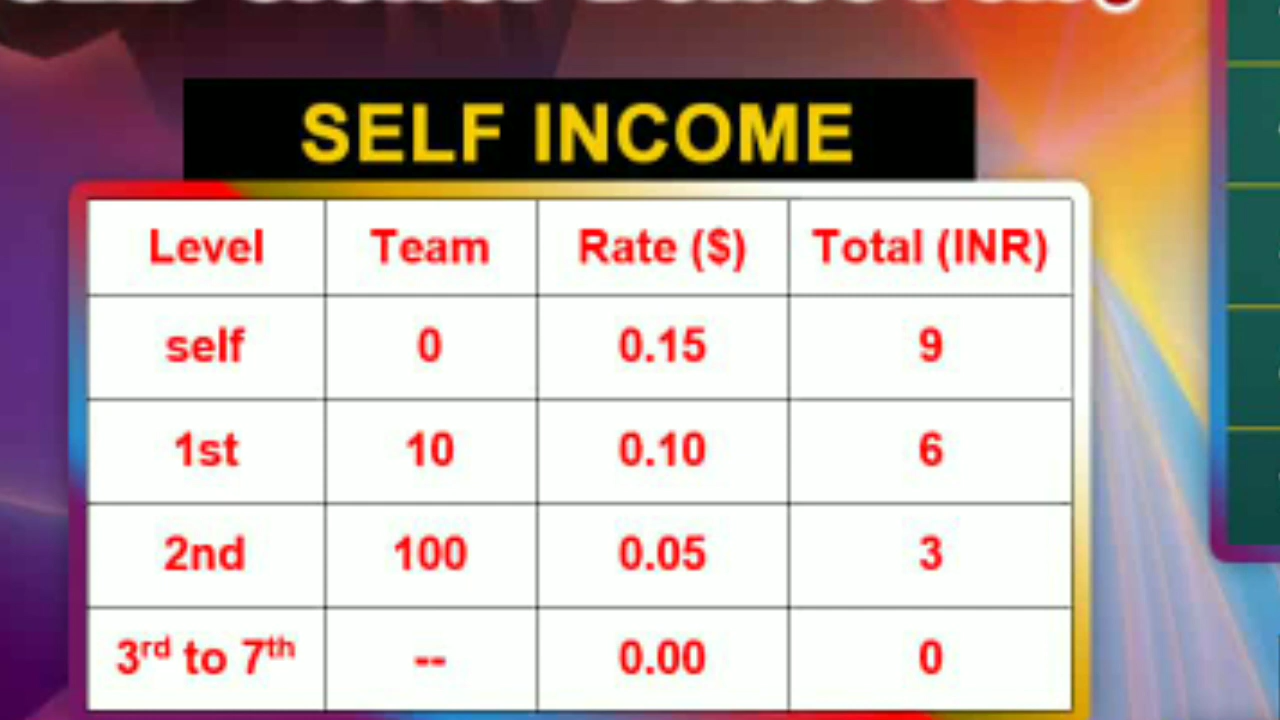 SELF INCOME
Level Team Rate ($) Total (INR)
self 0 0.15 9
1st 10 0.10 6
2nd 100 0.05 3
3rd to 7th -- 0.00 0